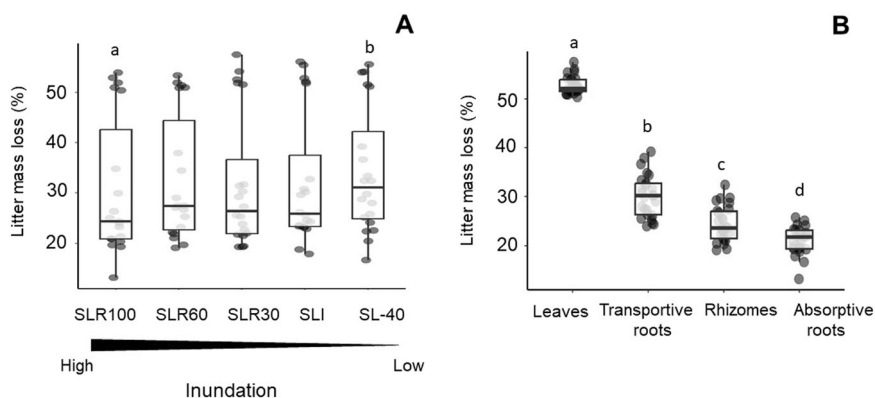 A
a
b
Litter mass loss (%)
50
40
30
20
SLR100 SLR60 SLR30 SLI SL-40
High Low
Inundation
B
a
b
c
d
Litter mass loss (%)
50
30
20
Leaves Transportive roots Rhizomes Absorptive roots